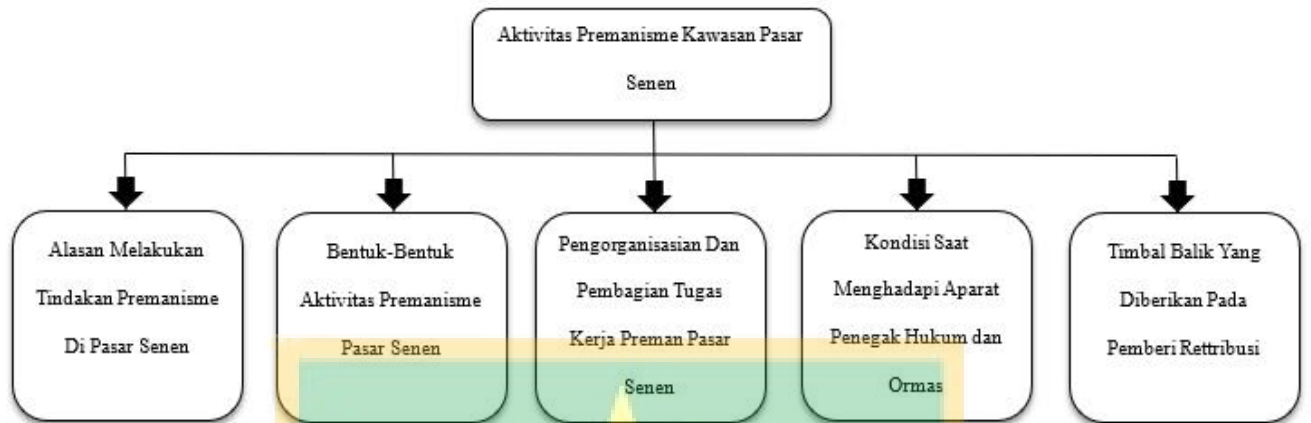 Aktivitas Premanisme Kawasan Pasar
Senen
Alasan Melakukan
Tindakan Premanisme
Di Pasar Senen
Bentuk-Bentuk
Aktivitas Premanisme
Pasar Senen
Pengorganisasian Dan
Pembagian Tugas
Kerja Preman Pasar
Senen
Kondisi Saat
Menghadapi Aparat
Penegak Hukum dan
Ormas
Timbal Balik Yang
Diberikan Pada
Pemberi Rettribusi